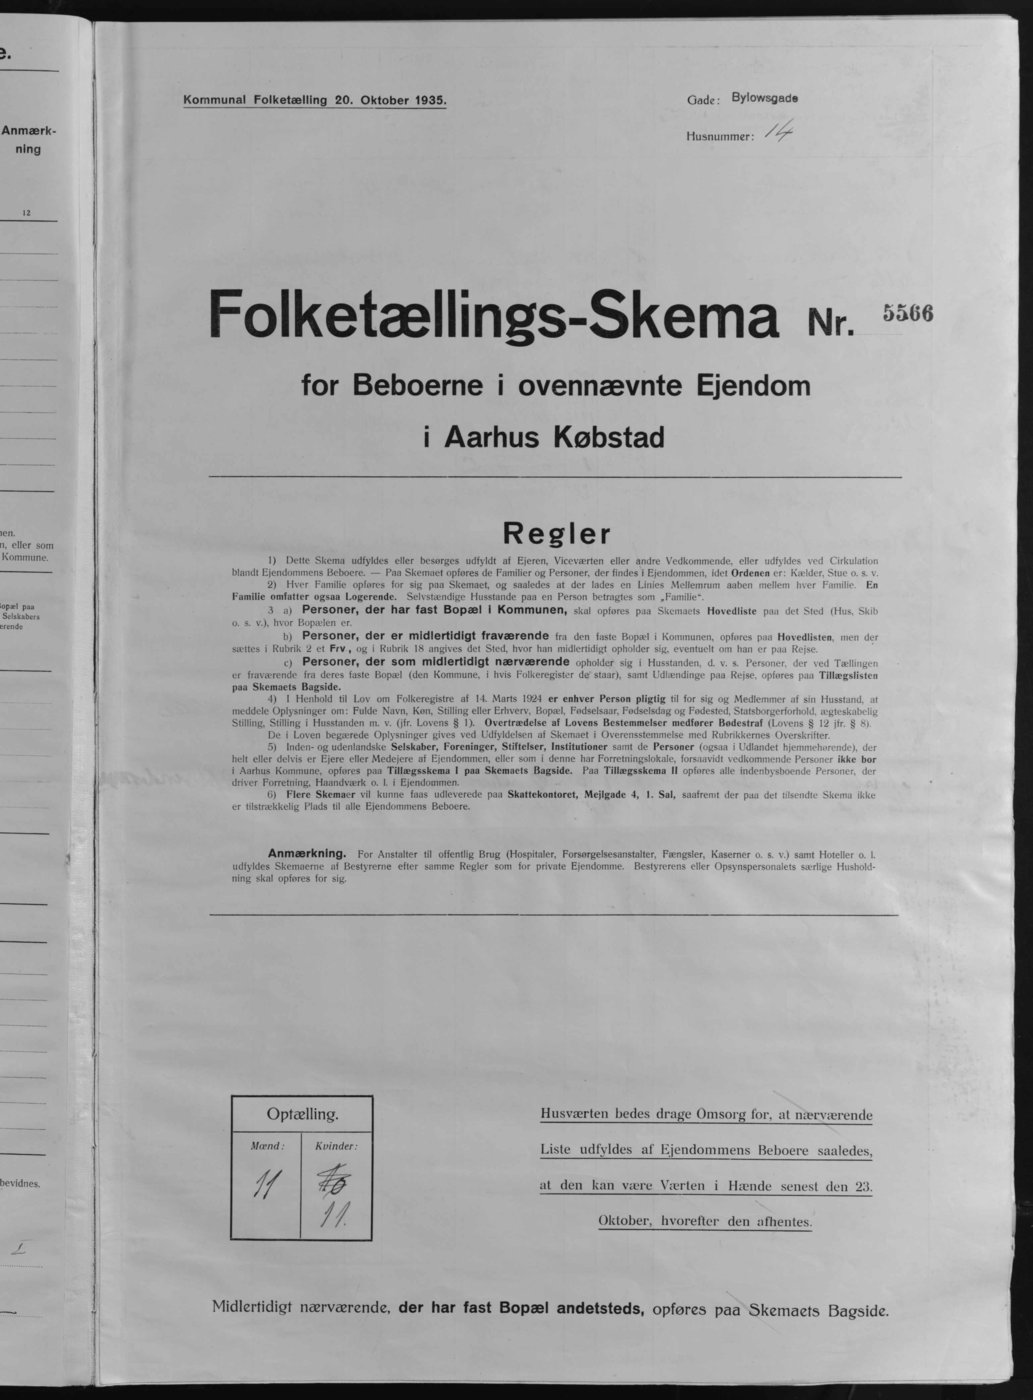 e.
Anmærk-
ning
12
nen.
n, eller som
Kommune.
opæl paa
Selskabers
ærende
bevidnes.
Kommunal Folketælling 20. Oktober 1935.
Gade: Bylowsgade
Husnummer: 14
Folketællings-Skema Nr. 5566
for Beboerne i ovennævnte Ejendom
i Aarhus Købstad
Regler
1) Dette Skema udfyldes eller besørges udfyldt af Ejeren, Viceværten eller andre Vedkommende, eller udfyldes ved Cirkulation
blandt Ejendommens Beboere. — Paa Skemaet opføres de Familier og Personer, der findes i Ejendommen, idet Ordenen er: Kælder, Stue o. s. v.
2) Hver Familie opføres for sig paa Skemaet, og saaledes at der lades en Linies Mellemrum aaben mellem hver Familie. En
Familie omfatter ogsaa Logerende. Selvstændige Husstande paa en Person betragtes som „Familie“.
3 a) Personer, der har fast Bopæl i Kommunen, skal opføres paa Skemaets Hovedliste paa det Sted (Hus, Skib
o. s. v.), hvor Bopælen er.
b) Personer, der er midlertidigt fraværende fra den faste Bopæl i Kommunen, opføres paa Hovedlisten, men der
sættes i Rubrik 2 et Frv., og i Rubrik 18 angives det Sted, hvor han midlertidigt opholder sig, eventuelt om han er paa Rejse.
c) Personer, der som midlertidigt nærværende opholder sig i Husstanden, d. v. s. Personer, der ved Tællingen
er fraværende fra deres faste Bopæl (den Kommune, i hvis Folkeregister de staar), samt Udlændinge paa Rejse, opføres paa Tillægslisten
paa Skemaets Bagside.
4) I Henhold til Lov om Folkeregistre af 14. Marts 1924 er enhver Person pligtig til for sig og Medlemmer af sin Husstand, at
meddele Oplysninger om: Fulde Navn, Køn, Stilling eller Erhverv, Bopæl, Fødselsaar, Fødselsdag og Fødested, Statsborgerforhold, ægteskabelig
Stilling, Stilling i Husstanden m. v. (jfr. Lovens § 1). Overtrædelse af Lovens Bestemmelser medfører Bødestraf (Lovens § 12 jfr. § 8).
De i Loven begærede Oplysninger gives ved Udfyldelsen af Skemaet i Overensstemmelse med Rubrikkernes Overskrifter.
5) Inden- og udenlandske Selskaber, Foreninger, Stiftelser, Institutioner samt de Personer (ogsaa i Udlandet hjemmehørende), der
helt eller delvis er Ejere eller Medejere af Ejendommen, eller som i denne har Forretningslokale, forsaavidt vedkommende Personer ikke bor
i Aarhus Kommune, opføres paa Tillægsskema I paa Skemaets Bagside. Paa Tillægsskema II opføres alle indenbysboende Personer, der
driver Forretning, Haandværk o. l. i Ejendommen.
6) Flere Skemaer vil kunne faas udleverede paa Skattekontoret, Mejlgade 4, 1. Sal, saafremt der paa det tilsendte Skema ikke
er tilstrækkelig Plads til alle Ejendommens Beboere.
Anmærkning. For Anstalter til offentlig Brug (Hospitaler, Forsørgelsesanstalter, Fængsler, Kaserner o. s. v.) samt Hoteller o. l.
udfyldes Skemaerne af Bestyrerne efter samme Regler som for private Ejendomme. Bestyrerens eller Opsynspersonalets særlige Hushold-
ning skal opføres for sig.
Optælling.
Mænd: Kvinder:
11
11.
Husværten bedes drage Omsorg for, at nærværende
Liste udfyldes af Ejendommens Beboere saaledes,
at den kan være Værten i Hænde senest den 23.
Oktober, hvorefter den afhentes.
Midlertidigt nærværende, der har fast Bopæl andetsteds, opføres paa Skemaets Bagside.